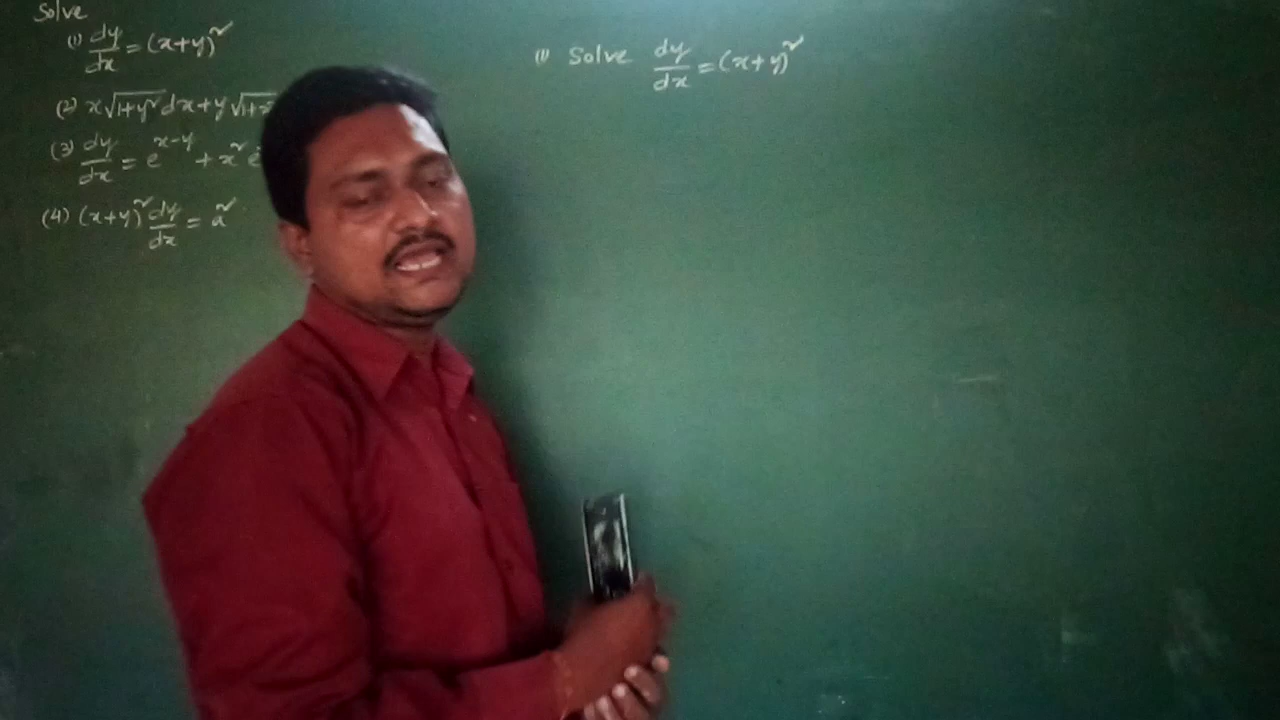 Solve
(1) dy/dx = (x+y)²
(2) x√1+y² dx + y√1+x²
(3) dy/dx = e^x-y + x² e
(4) (x+y)² dy/dx = a²
(1) Solve dy/dx = (x+y)²